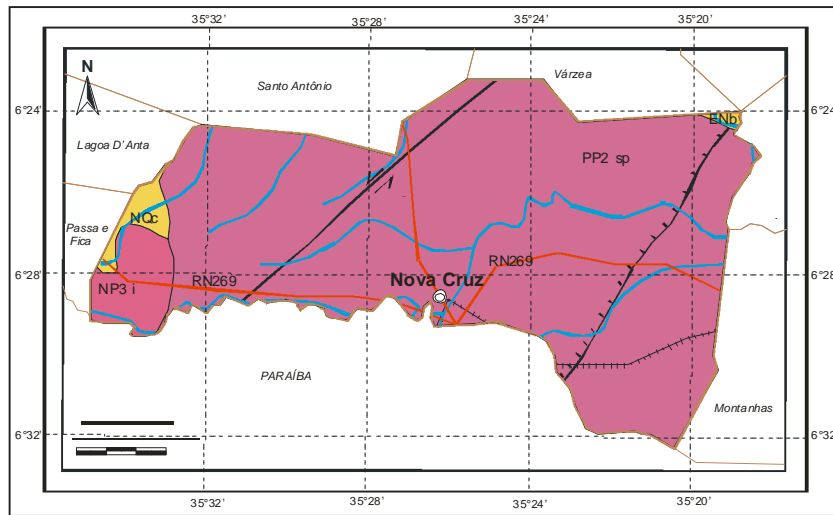 35°32' 35°28' 35°24' 35°20'
N
Santo Antônio
Várzea
6°24' 6°24'
ENb
Lagoa D'Anta
PP2 sp
NQc
Passa e
Fica
RN269
6°28' 6°28'
NP3 i
RN269
Nova Cruz
PARAÍBA
Montanhas
6°32' 6°32'
35°32' 35°28' 35°24' 35°20'